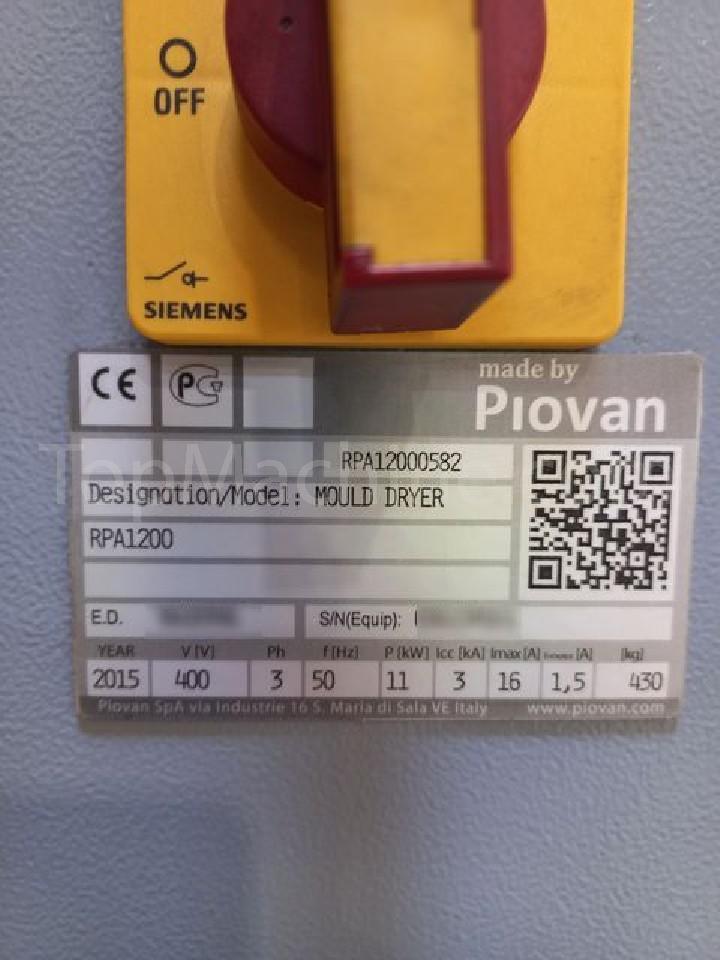 OFF
SIEMENS
CE
made by
Piovan
RPA12000582
Designation/Model: MOULD DRYER
RPA1200
E.D.
S/N(Equip):
YEAR V [V] Ph f [Hz] P [kW] Icc [kA] Imax [A] [A] [kg]
2015 400 3 50 11 3 16 1,5 430
Piovan SpA via Industrie 16 S. Maria di Sala VE Italy www.piovan.com
TopMachine